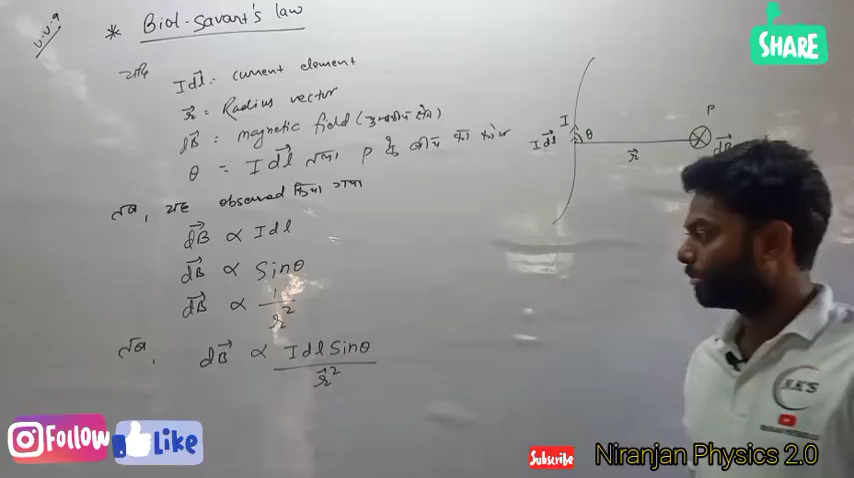 v.v.q
* Biot-Savart's law
यदि
Idl⃗ = current element
r⃗ = Radius vector
dB⃗ = magnetic field (चुम्बकीय क्षेत्र)
θ = Idl⃗ तथा P के बीच का कोण
तब, यह observed किया गया
dB⃗ ∝ Idl
dB⃗ ∝ Sinθ
dB⃗ ∝ 1/r²
तब, dB⃗ ∝ Idl Sinθ / r⃗²
I
θ
Idl⃗
r⃗
P
dB⃗
SHARE
S.K'S
Follow
Like
Subscribe
Niranjan Physics 2.0